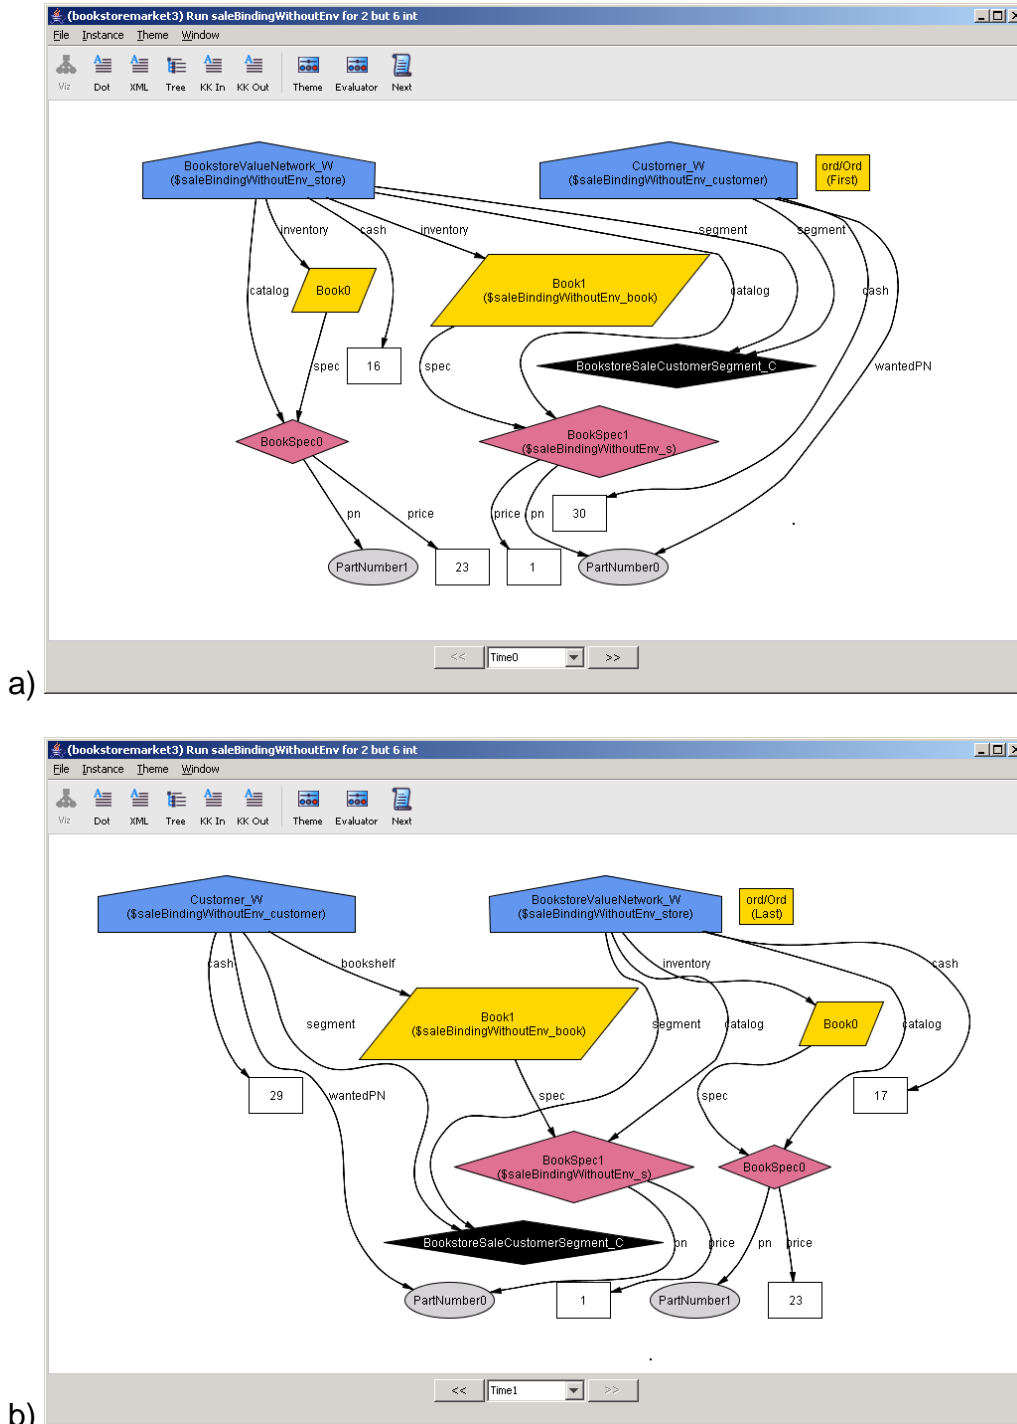 (bookstoremarket3) Run saleBindingWithoutEnv for 2 but 6 int
File Instance Theme Window
Viz Dot XML Tree KK In KK Out Theme Evaluator Next
BookstoreValueNetwork_W
($saleBindingWithoutEnv_store)
Customer_W
($saleBindingWithoutEnv_customer)
ord/Ord
(First)
inventory cash inventory segment segment
catalog Book0 Book1
($saleBindingWithoutEnv_book) catalog cash
spec 16 spec BookstoreSaleCustomerSegment_C wantedPN
BookSpec0 BookSpec1
($saleBindingWithoutEnv_s)
pn price price pn 30
PartNumber1 23 1 PartNumber0
<< Time0 >>
a)
(bookstoremarket3) Run saleBindingWithoutEnv for 2 but 6 int
File Instance Theme Window
Viz Dot XML Tree KK In KK Out Theme Evaluator Next
Customer_W
($saleBindingWithoutEnv_customer)
BookstoreValueNetwork_W
($saleBindingWithoutEnv_store)
ord/Ord
(Last)
cash bookshelf inventory cash
segment Book1
($saleBindingWithoutEnv_book) segment catalog Book0 catalog
29 wantedPN spec spec 17
BookSpec1
($saleBindingWithoutEnv_s) BookSpec0
BookstoreSaleCustomerSegment_C pn price pn price
PartNumber0 1 PartNumber1 23
<< Time1 >>
b)